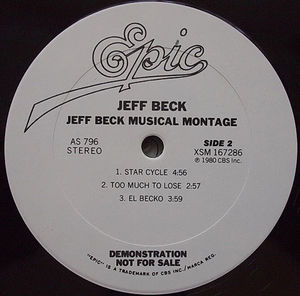 Epic
JEFF BECK
JEFF BECK MUSICAL MONTAGE
AS 796
STEREO
SIDE 2
XSM 167286
℗ 1980 CBS Inc.
1. STAR CYCLE 4:56
2. TOO MUCH TO LOSE 2:57
3. EL BECKO 3:59
DEMONSTRATION
NOT FOR SALE
"EPIC" IS A TRADEMARK OF CBS INC./MARCA REG.